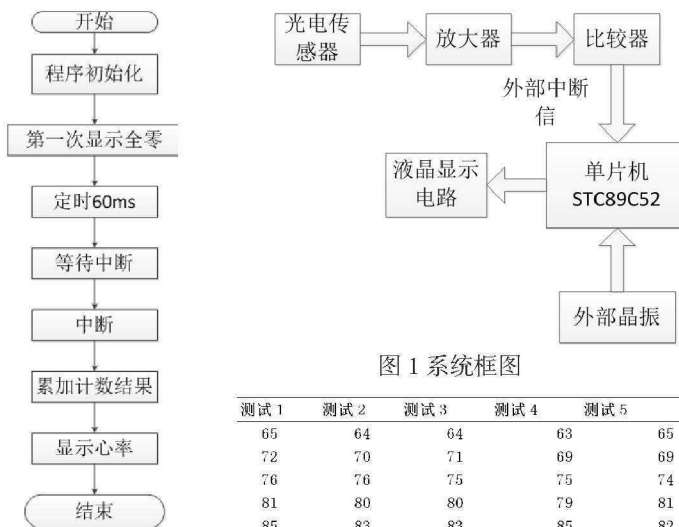 开始
程序初始化
第一次显示全零
定时60ms
等待中断
中断
累加计数结果
显示心率
结束
光电传
感器
放大器
比较器
外部中断
信
液晶显示
电路
单片机
STC89C52
外部晶振
图 1 系统框图
测试 1 测试 2 测试 3 测试 4 测试 5
65 64 64 63 65
72 70 71 69 69
76 76 75 75 74
81 80 80 79 81
85 83 83 85 82